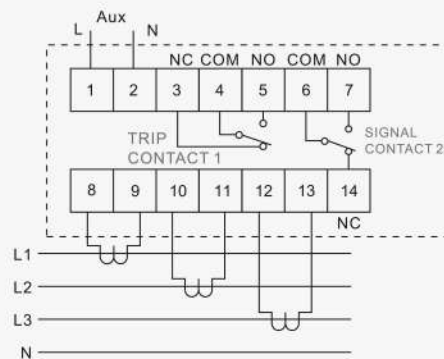 Aux
L N
NC COM NO COM NO
1 2 3 4 5 6 7
TRIP
CONTACT 1
SIGNAL
CONTACT 2
8 9 10 11 12 13 14
NC
L1
L2
L3
N